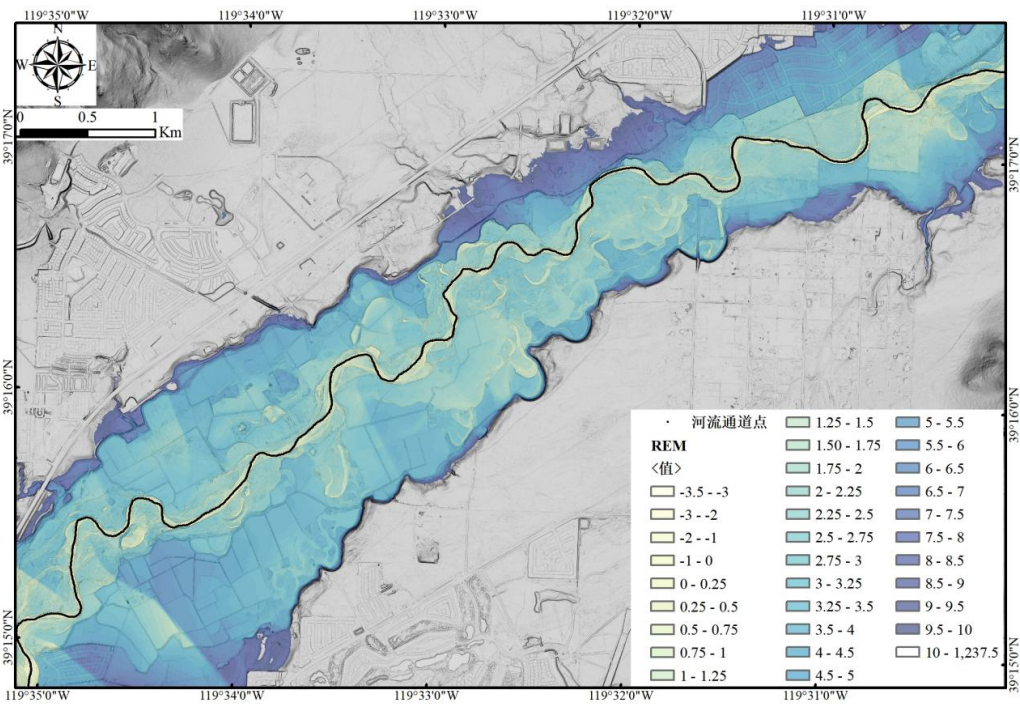 119°35'0"W 119°34'0"W 119°33'0"W 119°32'0"W 119°31'0"W
N
W E
S
0 0.5 1
Km
39°17'0"N
39°17'0"N
39°16'0"N
39°16'0"N
39°15'0"N
39°15'0"N
河流通道点
REM
<值>
-3.5 - -3
-3 - -2
-2 - -1
-1 - 0
0 - 0.25
0.25 - 0.5
0.5 - 0.75
0.75 - 1
1 - 1.25
1.25 - 1.5
1.50 - 1.75
1.75 - 2
2 - 2.25
2.25 - 2.5
2.5 - 2.75
2.75 - 3
3 - 3.25
3.25 - 3.5
3.5 - 4
4 - 4.5
4.5 - 5
5 - 5.5
5.5 - 6
6 - 6.5
6.5 - 7
7 - 7.5
7.5 - 8
8 - 8.5
8.5 - 9
9 - 9.5
9.5 - 10
10 - 1,237.5
119°35'0"W 119°34'0"W 119°33'0"W 119°32'0"W 119°31'0"W